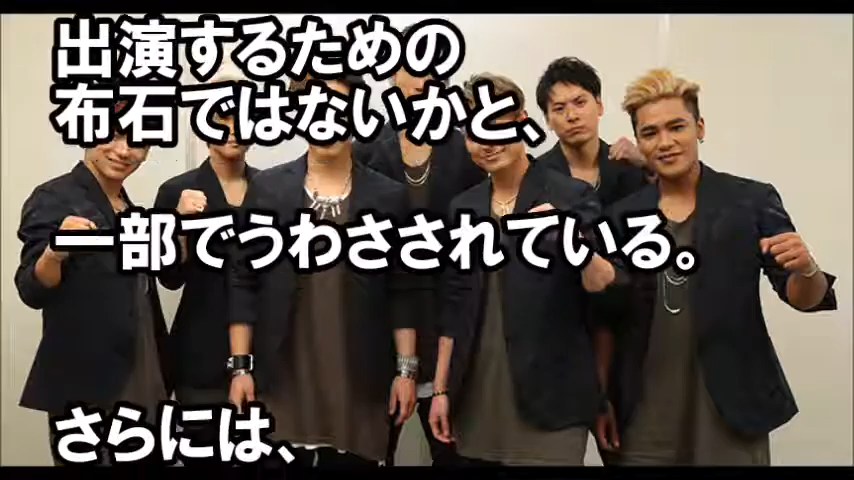 出演するための
布石ではないかと、
一部でうわさされている。
さらには、